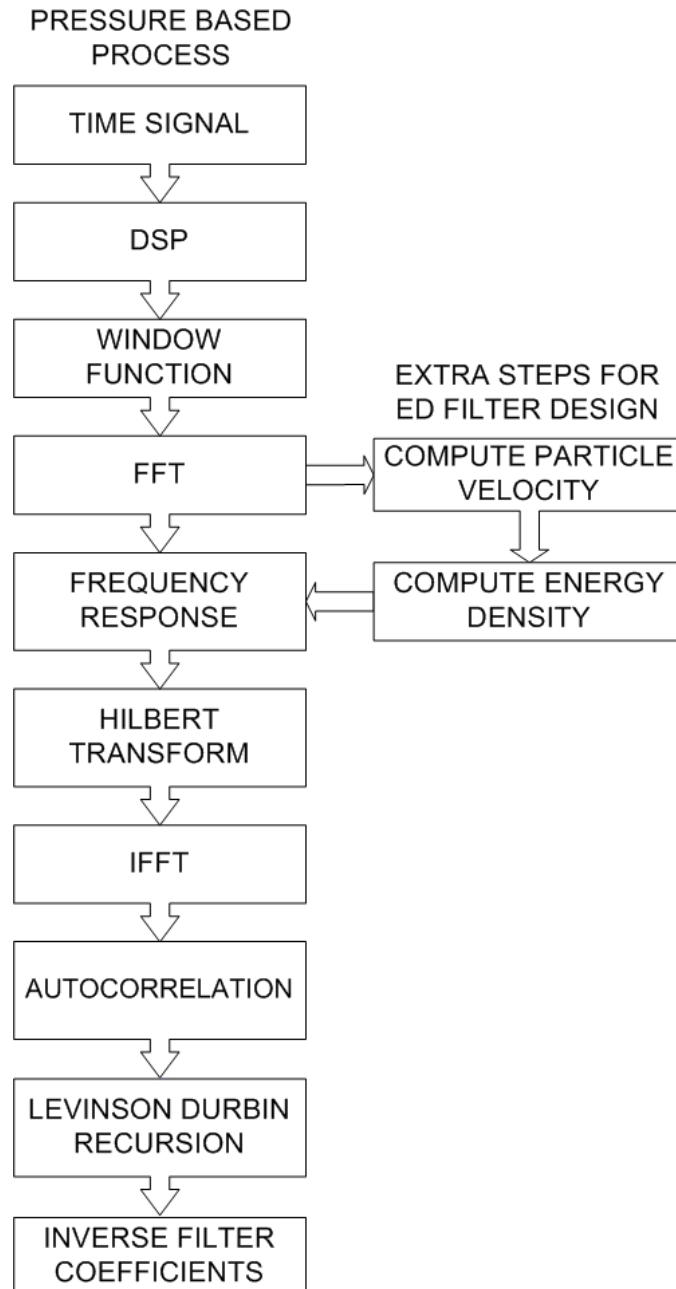 PRESSURE BASED
PROCESS
TIME SIGNAL
DSP
WINDOW
FUNCTION
FFT
EXTRA STEPS FOR
ED FILTER DESIGN
COMPUTE PARTICLE
VELOCITY
COMPUTE ENERGY
DENSITY
FREQUENCY
RESPONSE
HILBERT
TRANSFORM
IFFT
AUTOCORRELATION
LEVINSON DURBIN
RECURSION
INVERSE FILTER
COEFFICIENTS